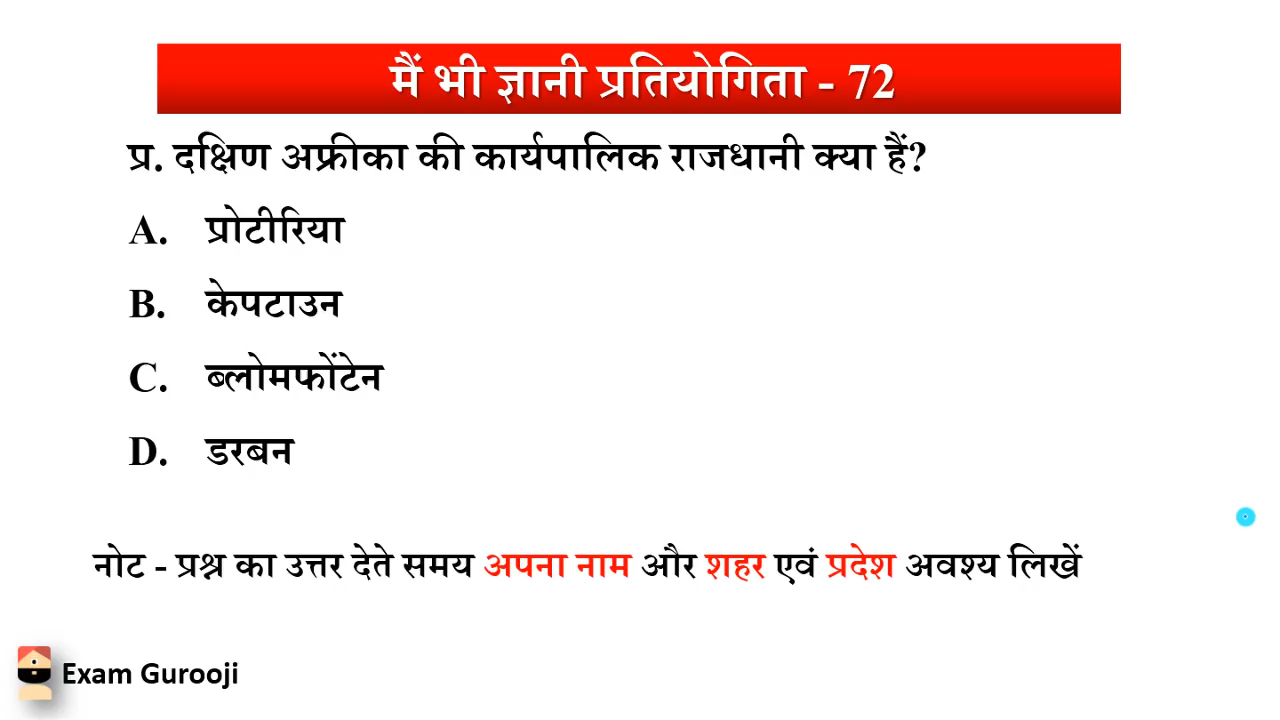 मैं भी ज्ञानी प्रतियोगिता - 72
प्र. दक्षिण अफ्रीका की कार्यपालिक राजधानी क्या हैं?
A. प्रोटीरिया
B. केपटाउन
C. ब्लोमफोंटेन
D. डरबन
नोट - प्रश्न का उत्तर देते समय अपना नाम और शहर एवं प्रदेश अवश्य लिखें
Exam Gurooji